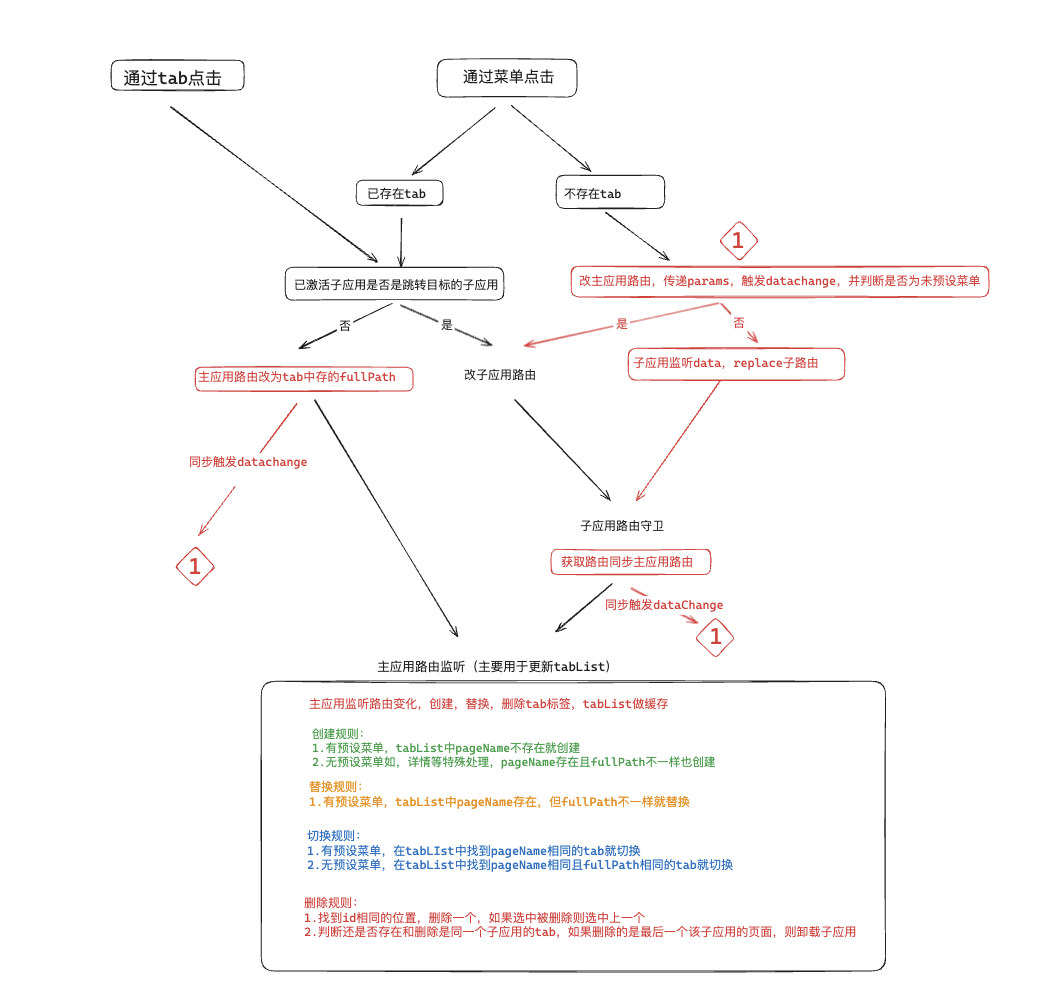 通过tab点击
通过菜单点击
已存在tab
不存在tab
1
已激活子应用是否是跳转目标的子应用
改主应用路由，传递params，触发datachange，并判断是否为未预设菜单
否
是
是
否
主应用路由改为tab中存的fullPath
改子应用路由
子应用监听data，replace子路由
同步触发datachange
子应用路由守卫
1
获取路由同步主应用路由
同步触发dataChange
1
主应用路由监听（主要用于更新tabList）
主应用监听路由变化，创建，替换，删除tab标签，tabList做缓存
创建规则：
1.有预设菜单，tabList中pageName不存在就创建
2.无预设菜单如，详情等特殊处理，pageName存在且fullPath不一样也创建
替换规则：
1.有预设菜单，tabList中pageName存在，但fullPath不一样就替换
切换规则：
1.有预设菜单，在tabLIst中找到pageName相同的tab就切换
2.无预设菜单，在tabList中找到pageName相同且fullPath相同的tab就切换
删除规则：
1.找到id相同的位置，删除一个，如果选中被删除则选中上一个
2.判断还是否存在和删除是同一个子应用的tab，如果删除的是最后一个该子应用的页面，则卸载子应用